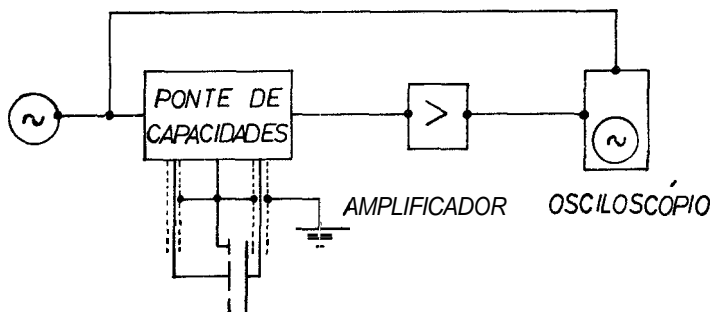 PONTE DE
CAPACIDADES
>
AMPLIFICADOR
OSCILOSCÓPIO